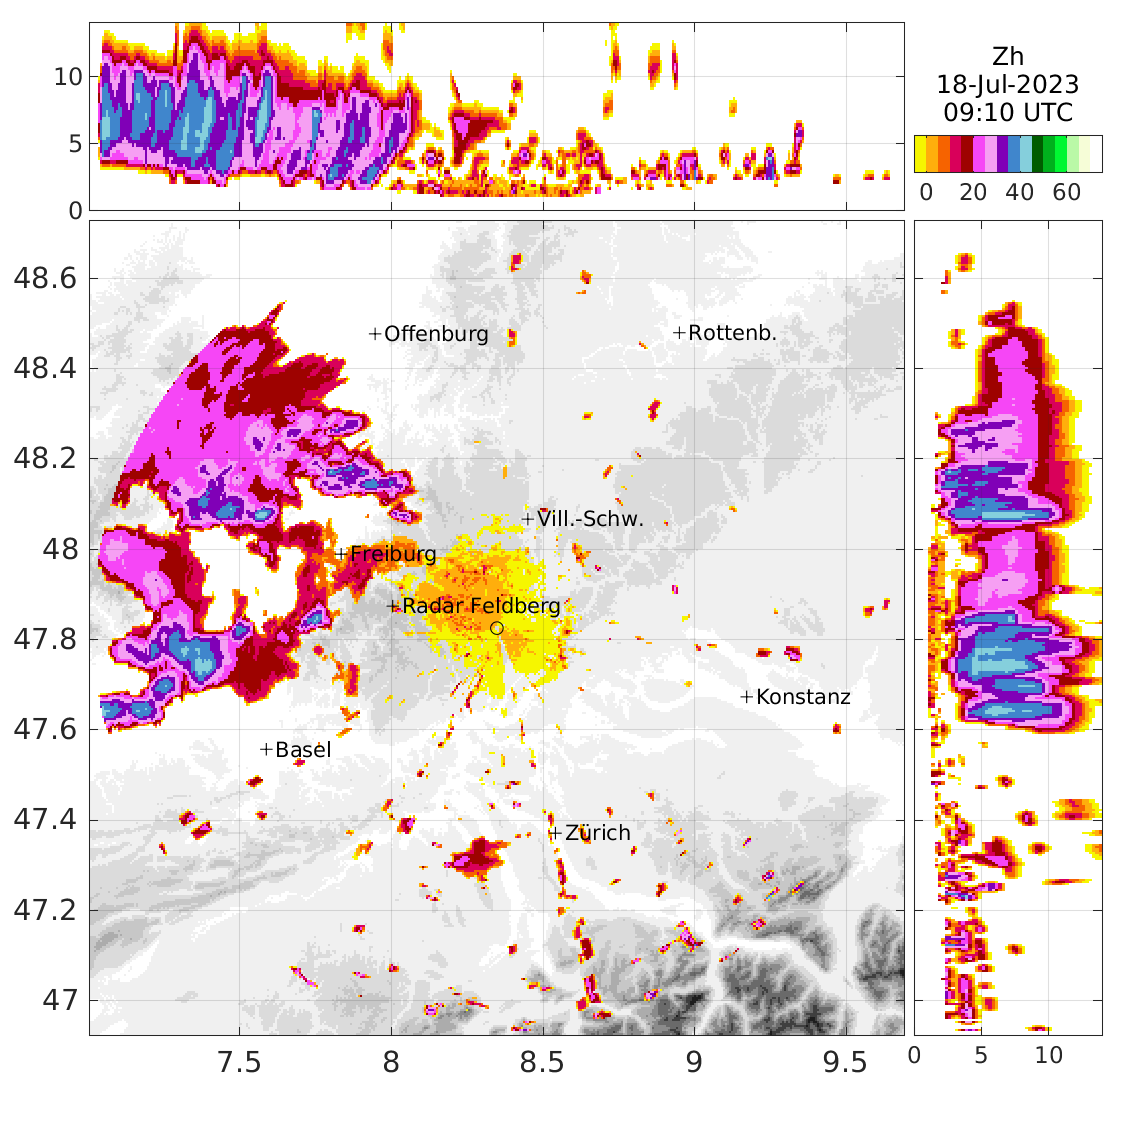 10
5
0
Zh
18-Jul-2023
09:10 UTC
0 20 40 60
48.6
48.4
48.2
48
47.8
47.6
47.4
47.2
47
+Offenburg
+Rottenb.
+Vill.-Schw.
+Freiburg
+Radar Feldberg
+Konstanz
+Basel
+Zürich
7.5 8 8.5 9 9.5
0 5 10